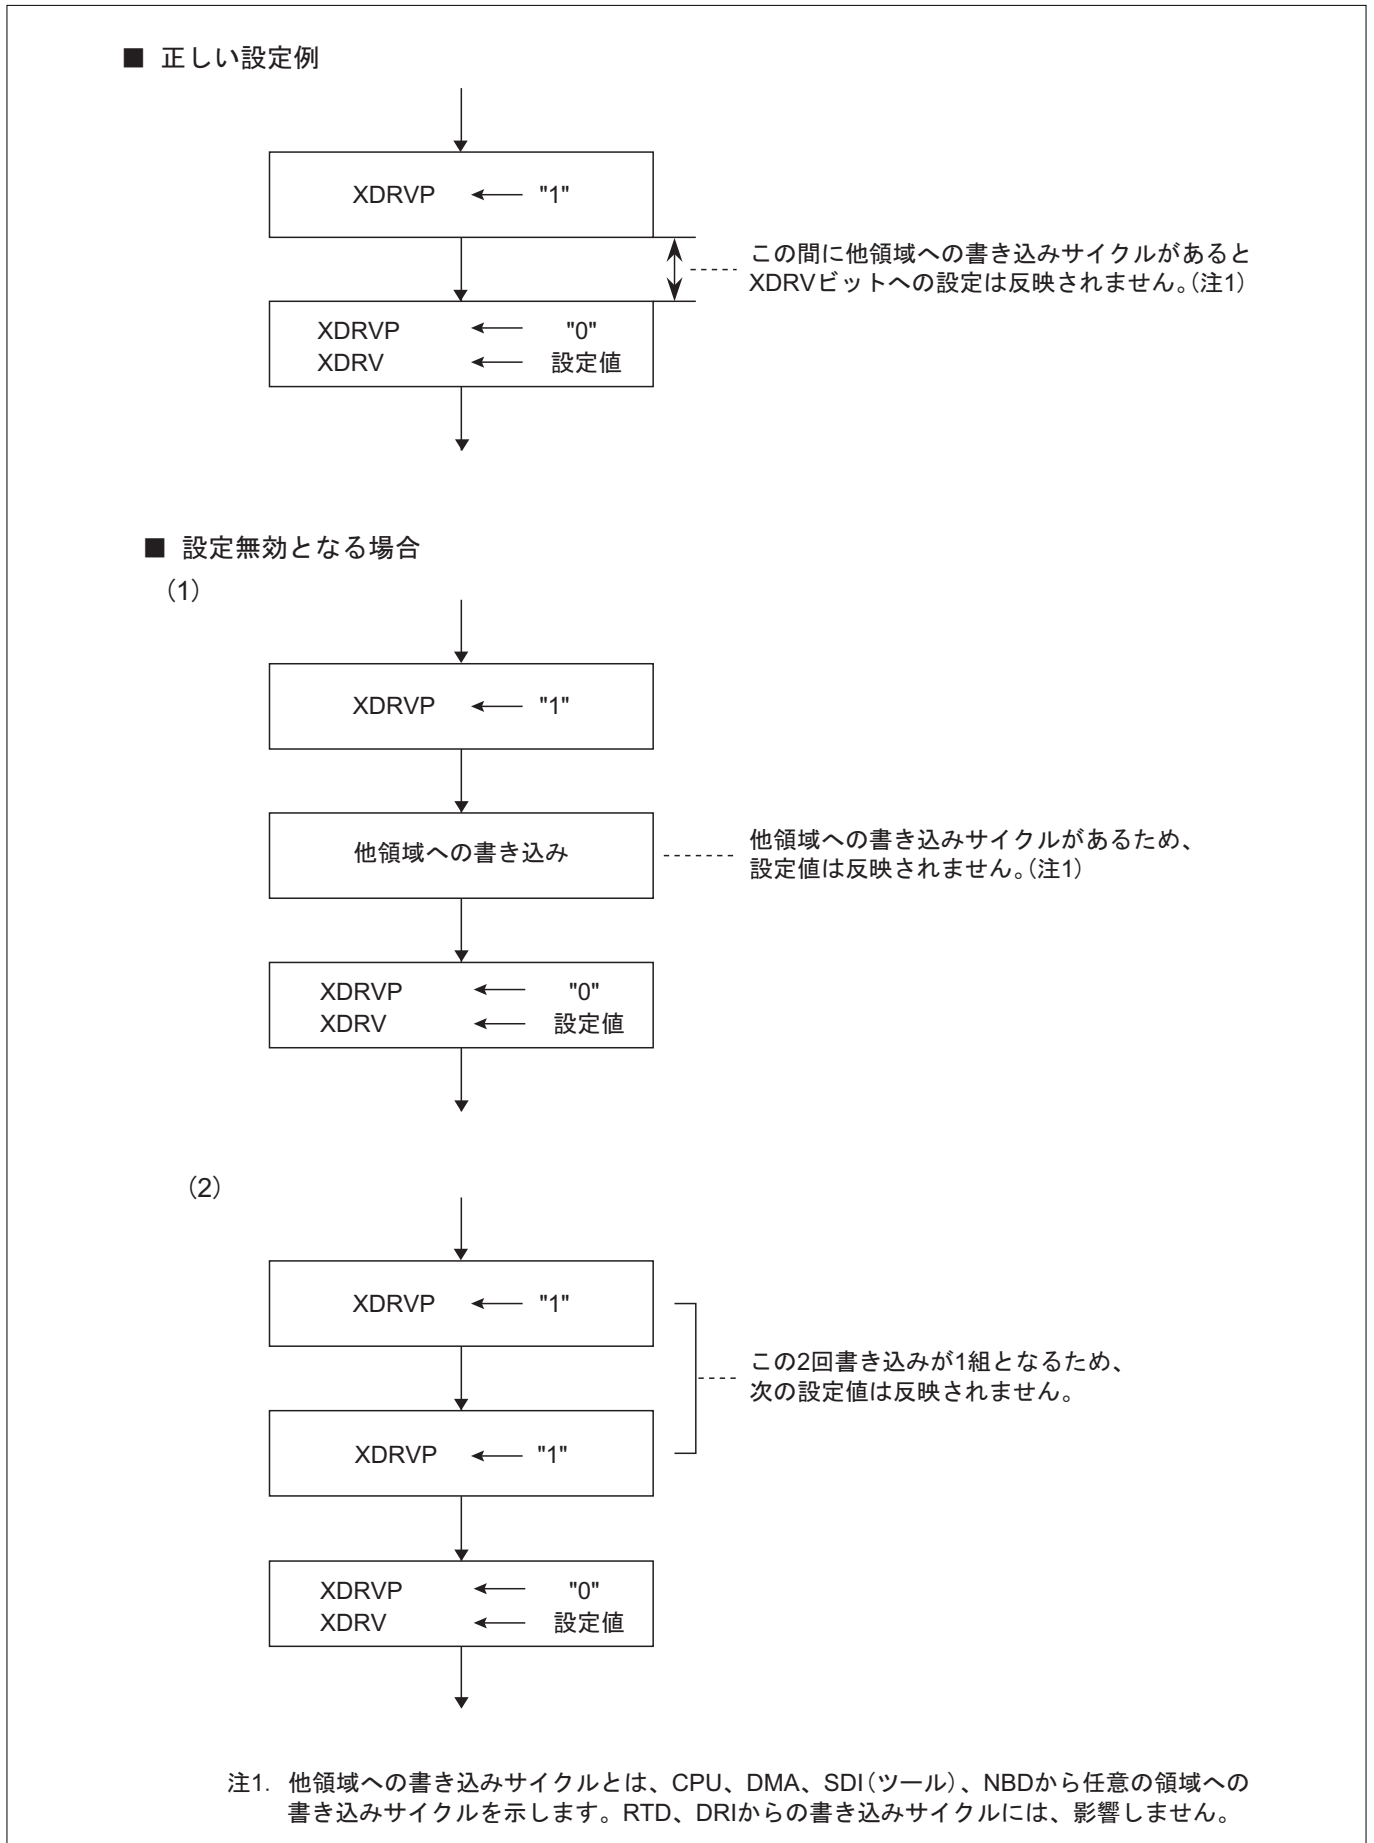 ■ 正しい設定例
XDRVP ← "1"
この間に他領域への書き込みサイクルがあると
XDRVビットへの設定は反映されません。(注1)
XDRVP ← "0"
XDRV ← 設定値
■ 設定無効となる場合
(1)
XDRVP ← "1"
他領域への書き込み
他領域への書き込みサイクルがあるため、
設定値は反映されません。(注1)
XDRVP ← "0"
XDRV ← 設定値
(2)
XDRVP ← "1"
この2回書き込みが1組となるため、
次の設定値は反映されません。
XDRVP ← "1"
XDRVP ← "0"
XDRV ← 設定値
注1. 他領域への書き込みサイクルとは、CPU、DMA、SDI(ツール)、NBDから任意の領域への
書き込みサイクルを示します。RTD、DRIからの書き込みサイクルには、影響しません。